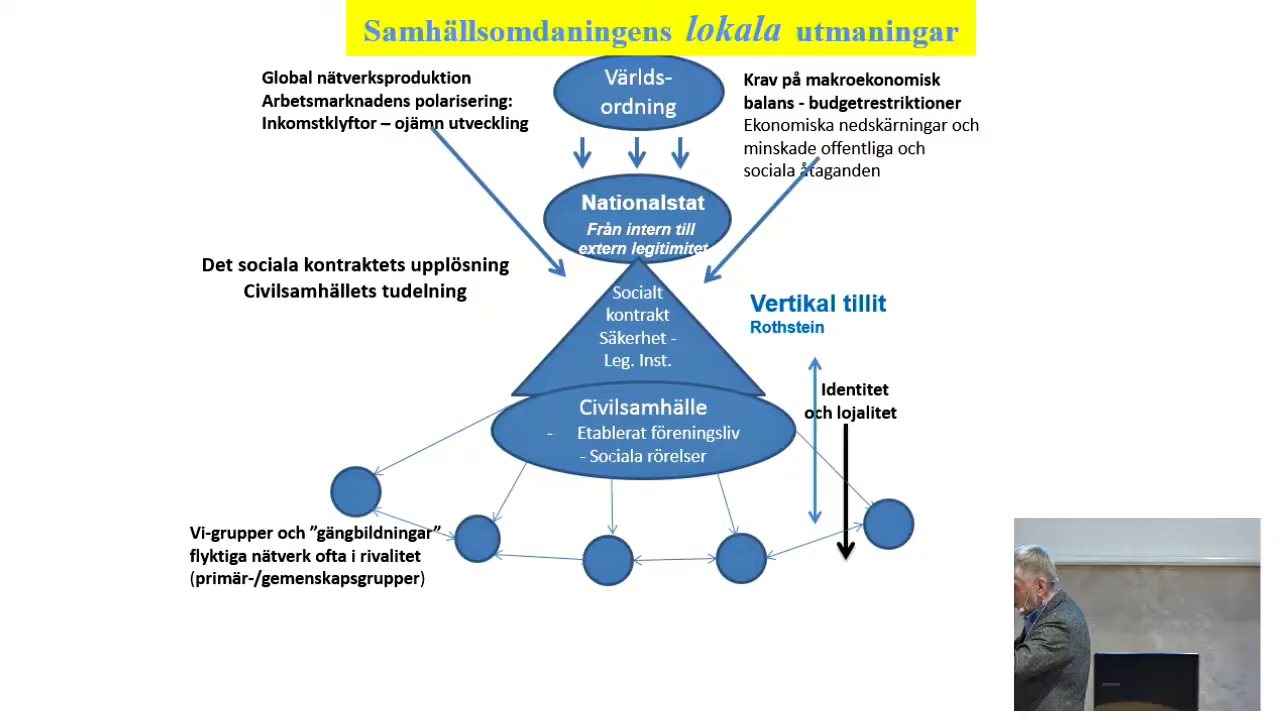 Samhällsomdaningens lokala utmaningar
Global nätverksproduktion
Arbetsmarknadens polarisering:
Inkomstklyftor – ojämn utveckling
Världs-
ordning
Krav på makroekonomisk
balans - budgetrestriktioner
Ekonomiska nedskärningar och
minskade offentliga och
sociala åtaganden
Nationalstat
Från intern till
extern legitimitet
Det sociala kontraktets upplösning
Civilsamhällets tudelning
Socialt
kontrakt
Säkerhet -
Leg. Inst.
Vertikal tillit
Rothstein
Identitet
och lojalitet
Civilsamhälle
- Etablerat föreningsliv
- Sociala rörelser
Vi-grupper och ”gängbildningar”
flyktiga nätverk ofta i rivalitet
(primär-/gemenskapsgrupper)